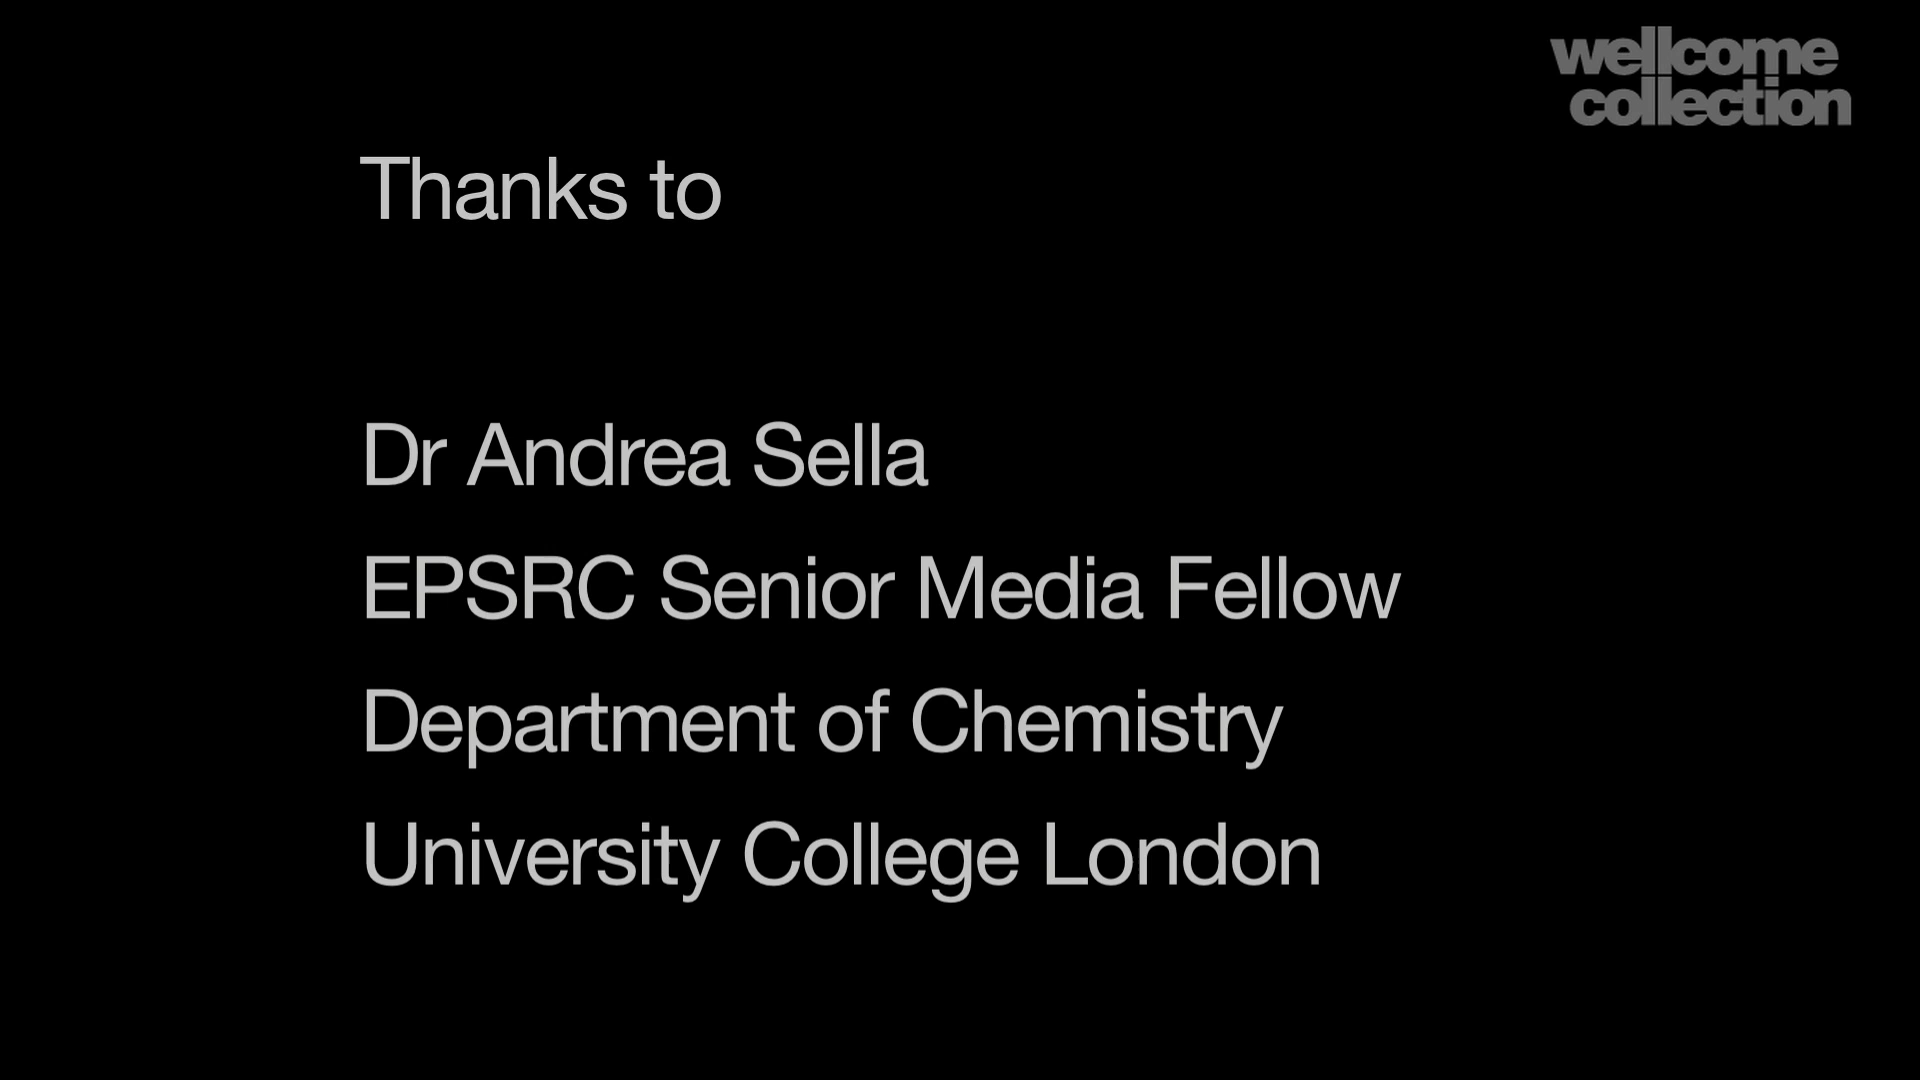 wellcome
collection
Thanks to
Dr Andrea Sella
EPSRC Senior Media Fellow
Department of Chemistry
University College London